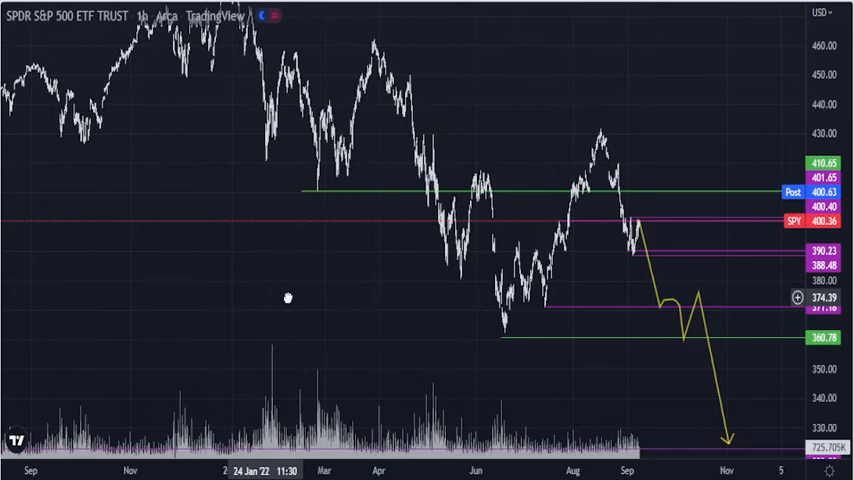 SPDR S&P 500 ETF TRUST · 1h · Arca TradingView
USD
460.00
450.00
440.00
430.00
410.65
401.65
Post 400.63
400.40
SPY 400.36
390.23
388.48
380.00
374.39
371.18
360.78
350.00
340.00
330.00
725.705K
Sep
Nov
2
24 Jan '22 11:30
Mar
Apr
Jun
Aug
Sep
Nov
5